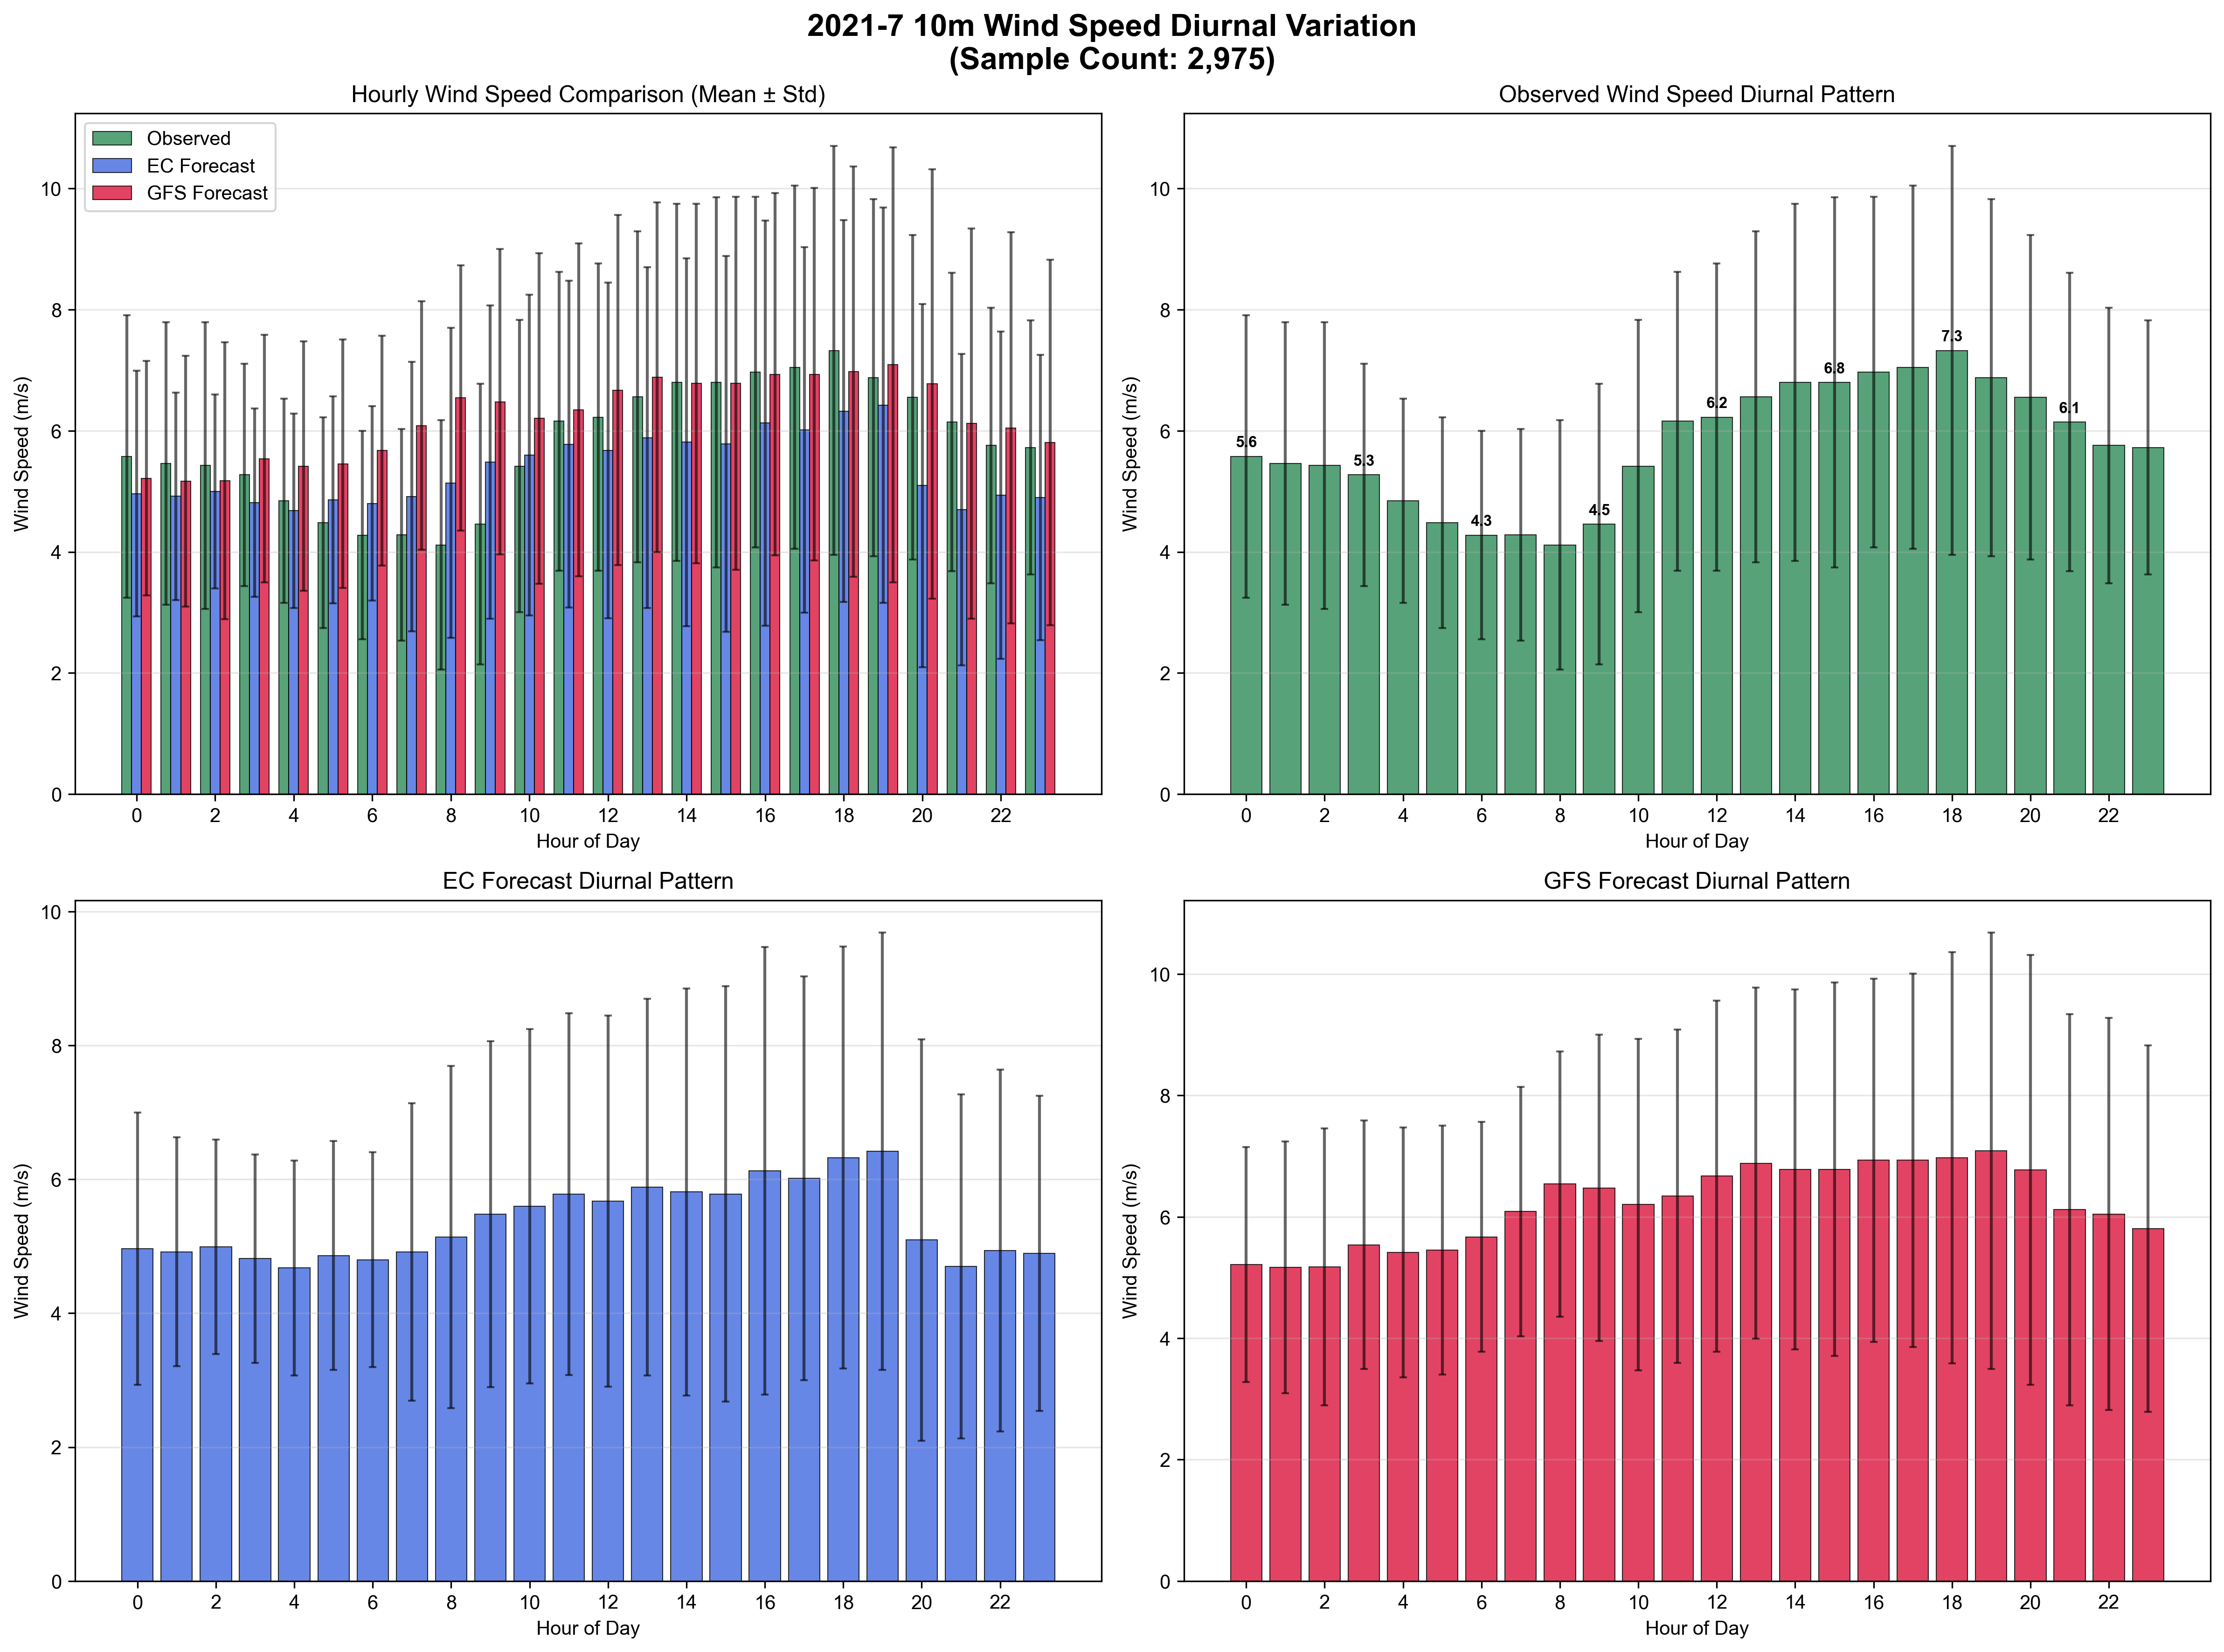 2021-7 10m Wind Speed Diurnal Variation
(Sample Count: 2,975)
Hourly Wind Speed Comparison (Mean ± Std)
Observed
EC Forecast
GFS Forecast
10
8
6
4
2
0
Wind Speed (m/s)
0 2 4 6 8 10 12 14 16 18 20 22
Hour of Day
Observed Wind Speed Diurnal Pattern
10
8
6
4
2
0
Wind Speed (m/s)
5.6 5.3 4.3 4.5 6.2 6.8 7.3 6.1
0 2 4 6 8 10 12 14 16 18 20 22
Hour of Day
EC Forecast Diurnal Pattern
10
8
6
4
2
0
Wind Speed (m/s)
0 2 4 6 8 10 12 14 16 18 20 22
Hour of Day
GFS Forecast Diurnal Pattern
10
8
6
4
2
0
Wind Speed (m/s)
0 2 4 6 8 10 12 14 16 18 20 22
Hour of Day